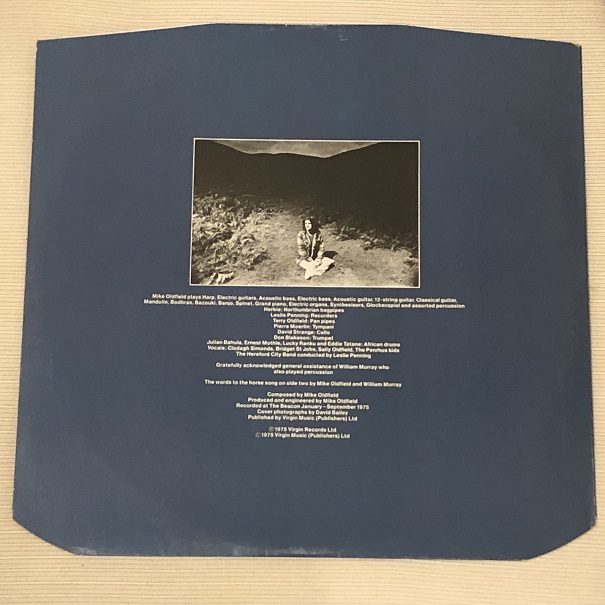 Mike Oldfield plays Harp, Electric guitars, Acoustic bass, Electric bass, Acoustic guitar, 12-string guitar, Classical guitar,
Mandolin, Bodhran, Bazouki, Banjo, Spinet, Grand piano, Electric organs, Synthesisers, Glockenspiel and assorted percussion
Herbie: Northumbrian bagpipes
Leslie Penning: Recorders
Terry Oldfield: Pan pipes
Pierre Moerlin: Tympani
David Strange: Cello
Don Blakeson: Trumpet
Julian Bahula, Ernest Mothle, Lucky Ranku and Eddie Tatane: African drums
Vocals: Clodagh Simonds, Bridget St John, Sally Oldfield, The Penrhos kids
The Hereford City Band conducted by Leslie Penning
Gratefully acknowledged general assistance of William Murray who
also played percussion
The words to the horse song on side two by Mike Oldfield and William Murray
Composed by Mike Oldfield
Produced and engineered by Mike Oldfield
Recorded at The Beacon January–September 1975
Cover photographs by David Bailey
Published by Virgin Music (Publishers) Ltd
℗1975 Virgin Records Ltd
©1975 Virgin Music (Publishers) Ltd